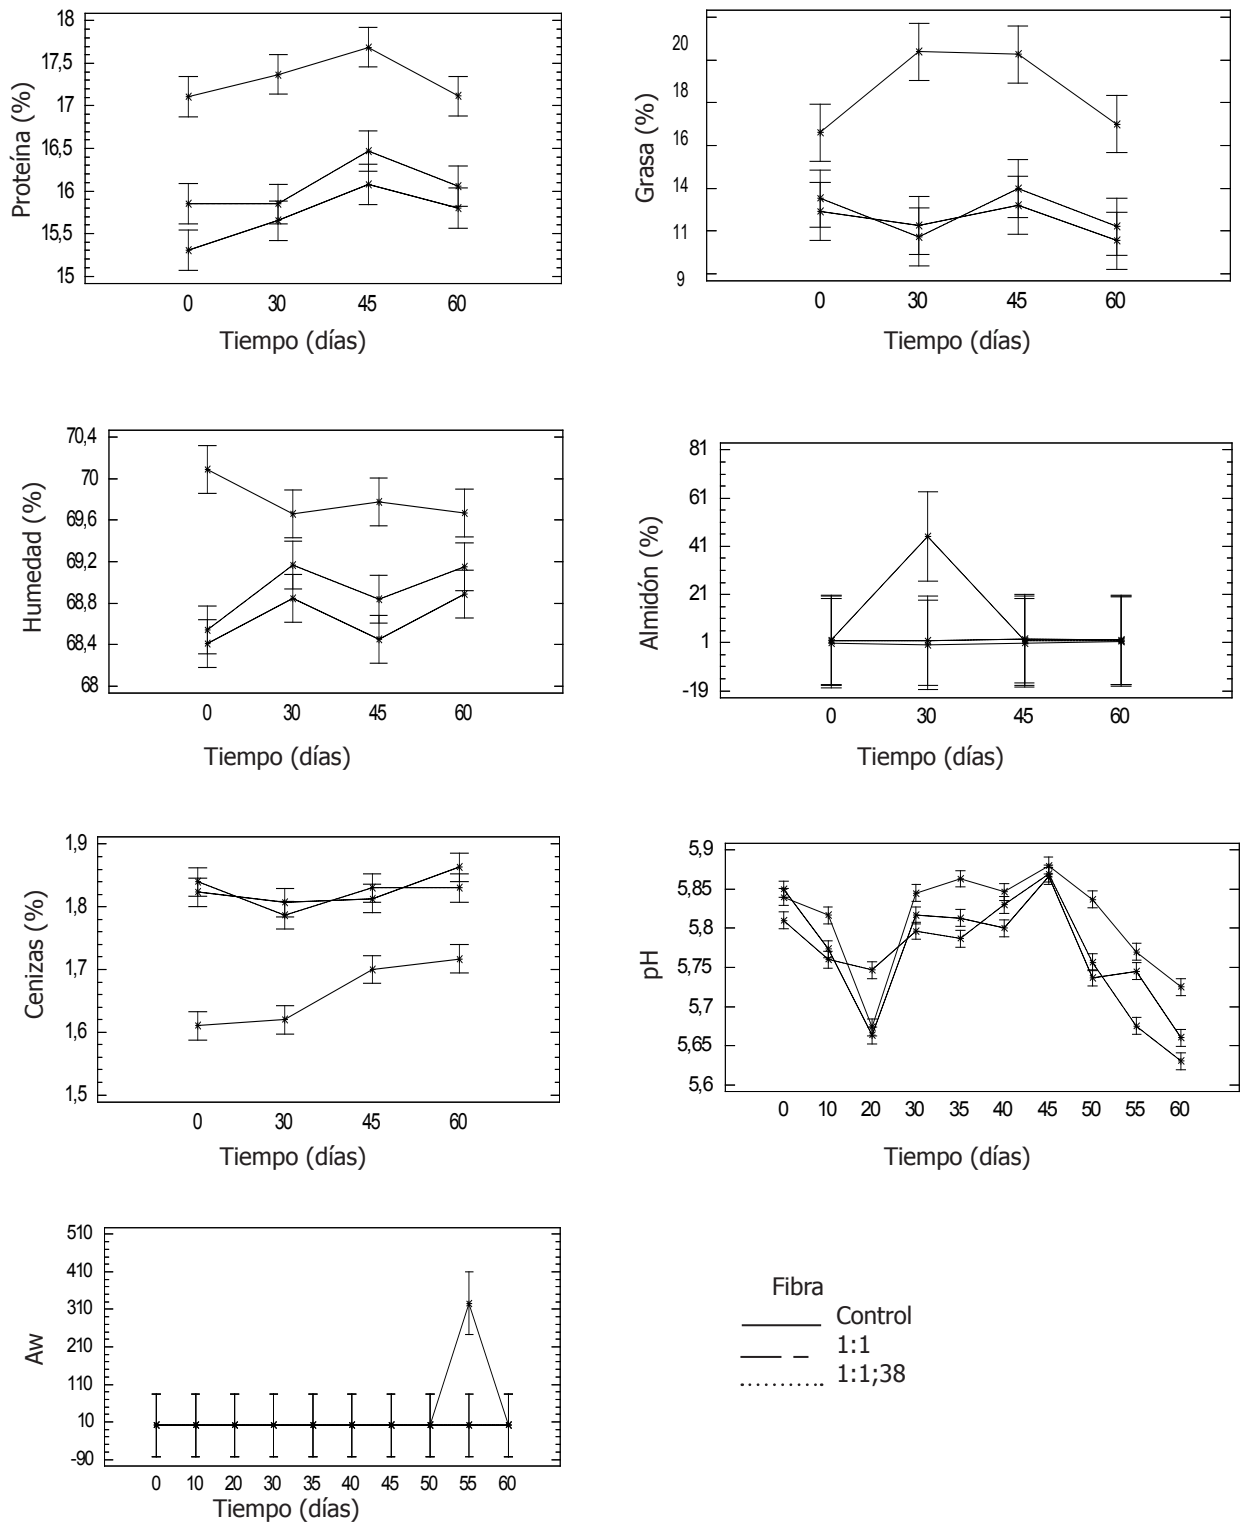 Proteína (%)
18
17,5
17
16,5
16
15,5
15
0 30 45 60
Tiempo (días)
Grasa (%)
20
18
16
14
11
9
0 30 45 60
Tiempo (días)
Humedad (%)
70,4
70
69,6
69,2
68,8
68,4
68
0 30 45 60
Tiempo (días)
Almidón (%)
81
61
41
21
1
-19
0 30 45 60
Tiempo (días)
Cenizas (%)
1,9
1,8
1,7
1,6
1,5
0 30 45 60
Tiempo (días)
pH
5,9
5,85
5,8
5,75
5,7
5,65
5,6
0 10 20 30 35 40 45 50 55 60
Tiempo (días)
Aw
510
410
310
210
110
10
-90
0 10 20 30 35 40 45 50 55 60
Tiempo (días)
Fibra
Control
1:1
1:1;38